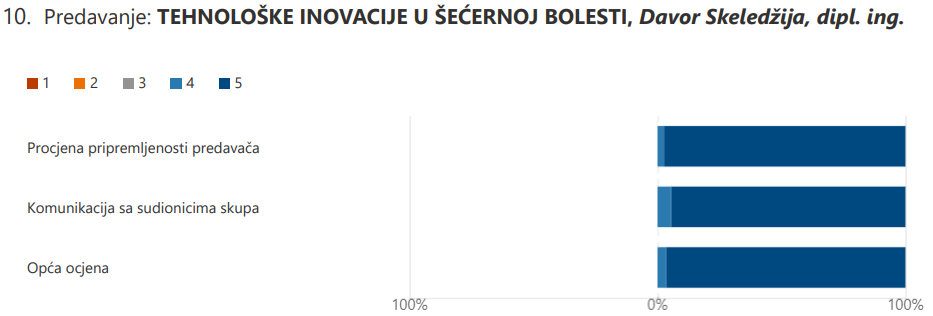 10. Predavanje: TEHNOLOŠKE INOVACIJE U ŠEĆERNOJ BOLESTI, Davor Skeledžija, dipl. ing.
1 2 3 4 5
Procjena pripremljenosti predavača
Komunikacija sa sudionicima skupa
Opća ocjena
100% 0% 100%